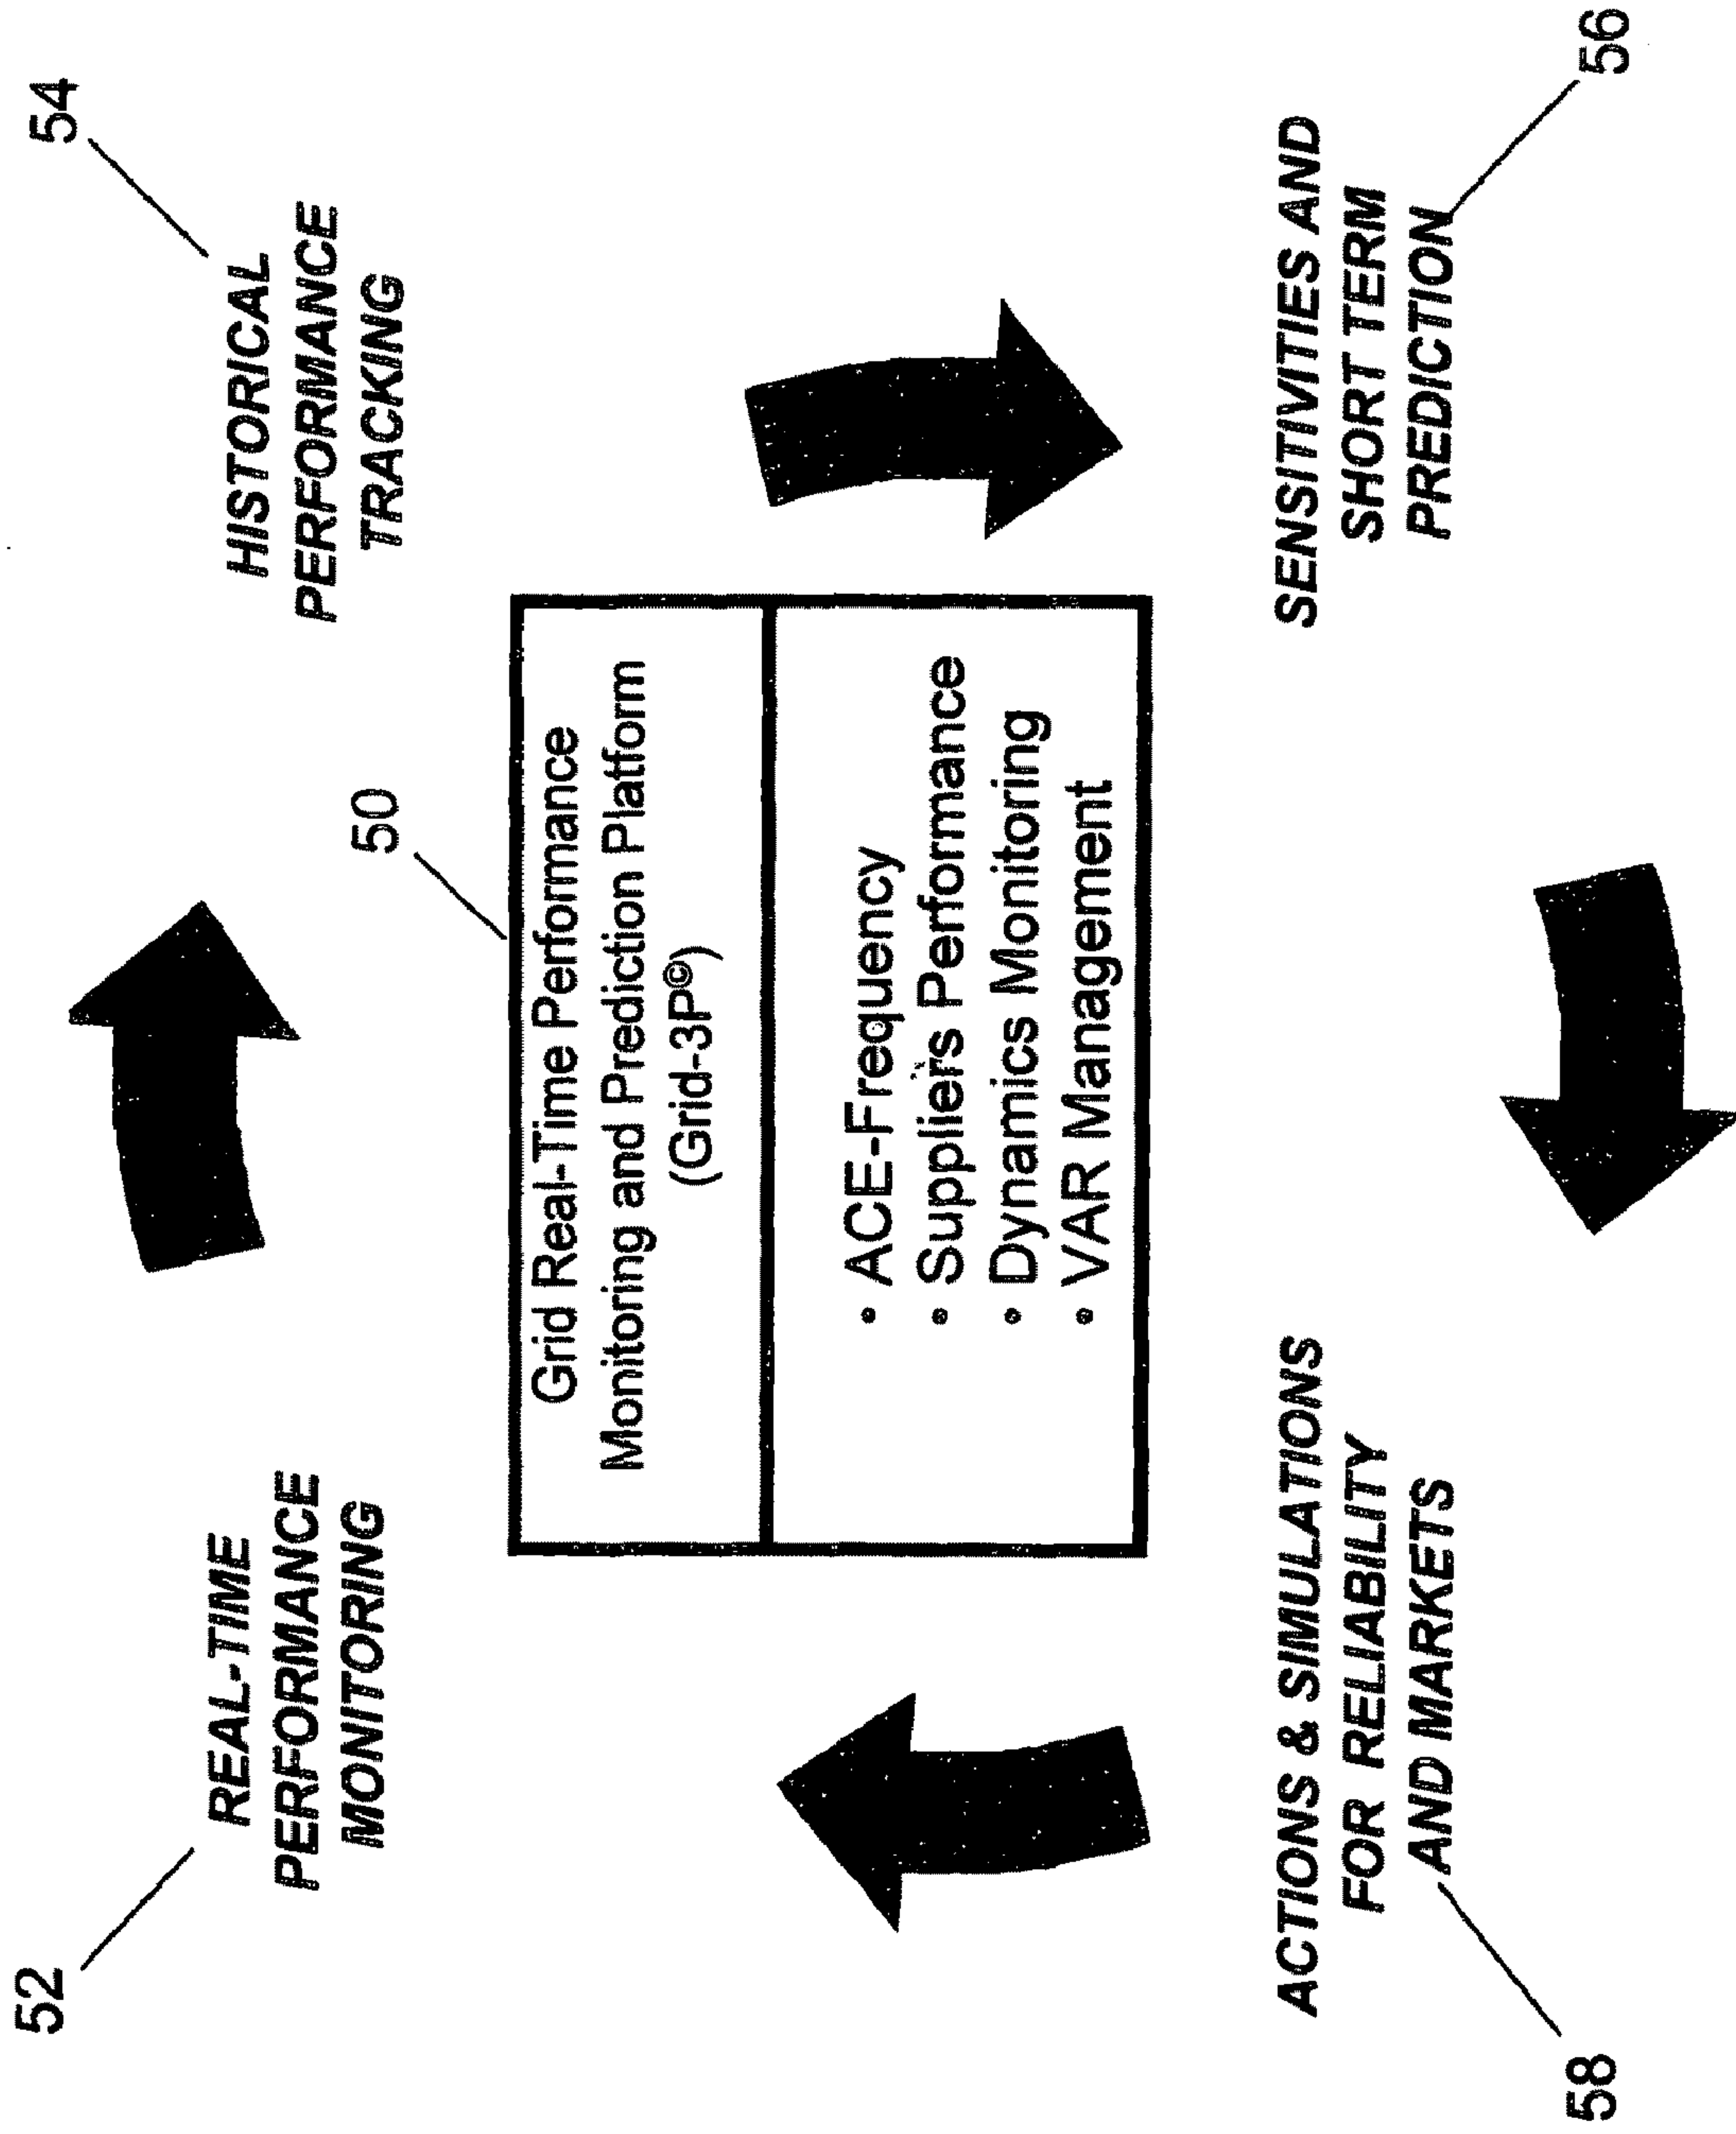 52
REAL-TIME
PERFORMANCE
MONITORING
54
HISTORICAL
PERFORMANCE
TRACKING
50
Grid Real-Time Performance
Monitoring and Prediction Platform
(Grid-3P©)
• ACE-Frequency
• Suppliers Performance
• Dynamics Monitoring
• VAR Management
ACTIONS & SIMULATIONS
FOR RELIABILITY
AND MARKETS
58
SENSITIVITIES AND
SHORT TERM
PREDICTION
56